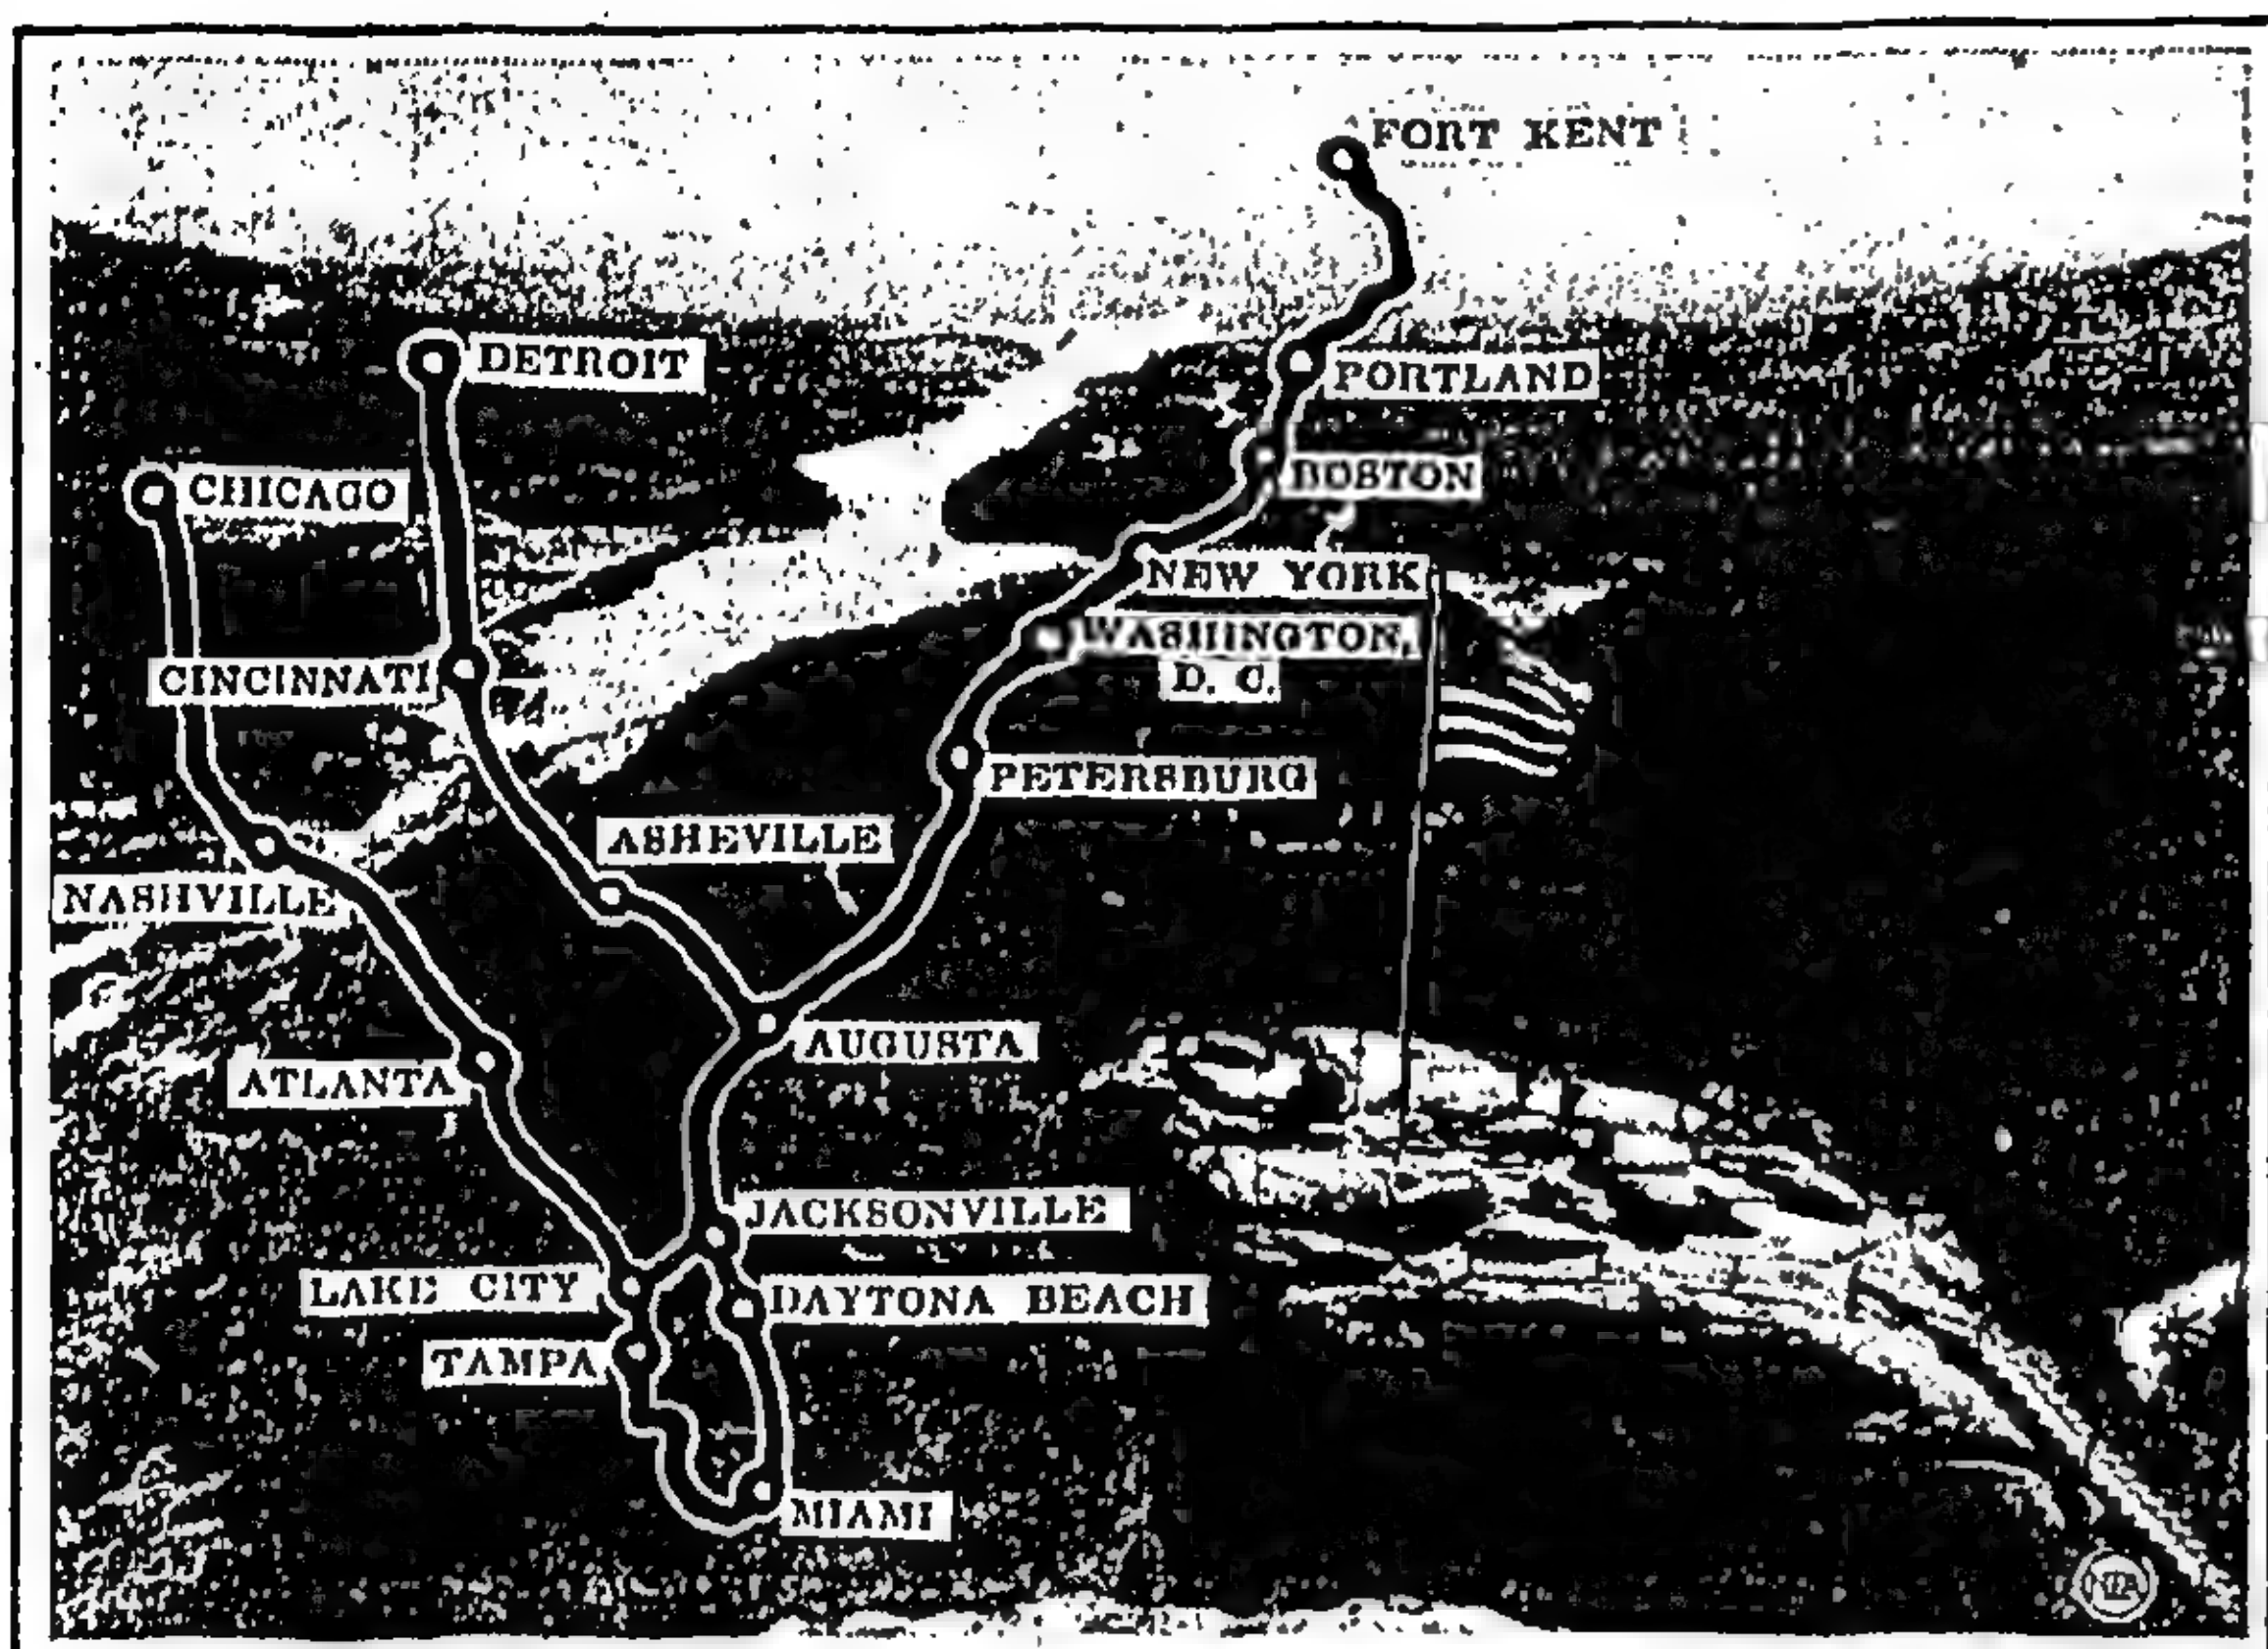 FORT KENT
DETROIT
PORTLAND
CHICAGO
BOSTON
NEW YORK
WASHINGTON,
D. C.
CINCINNATI
PETERSBURG
ASHEVILLE
NASHVILLE
AUGUSTA
ATLANTA
JACKSONVILLE
LAKE CITY
DAYTONA BEACH
TAMPA
MIAMI